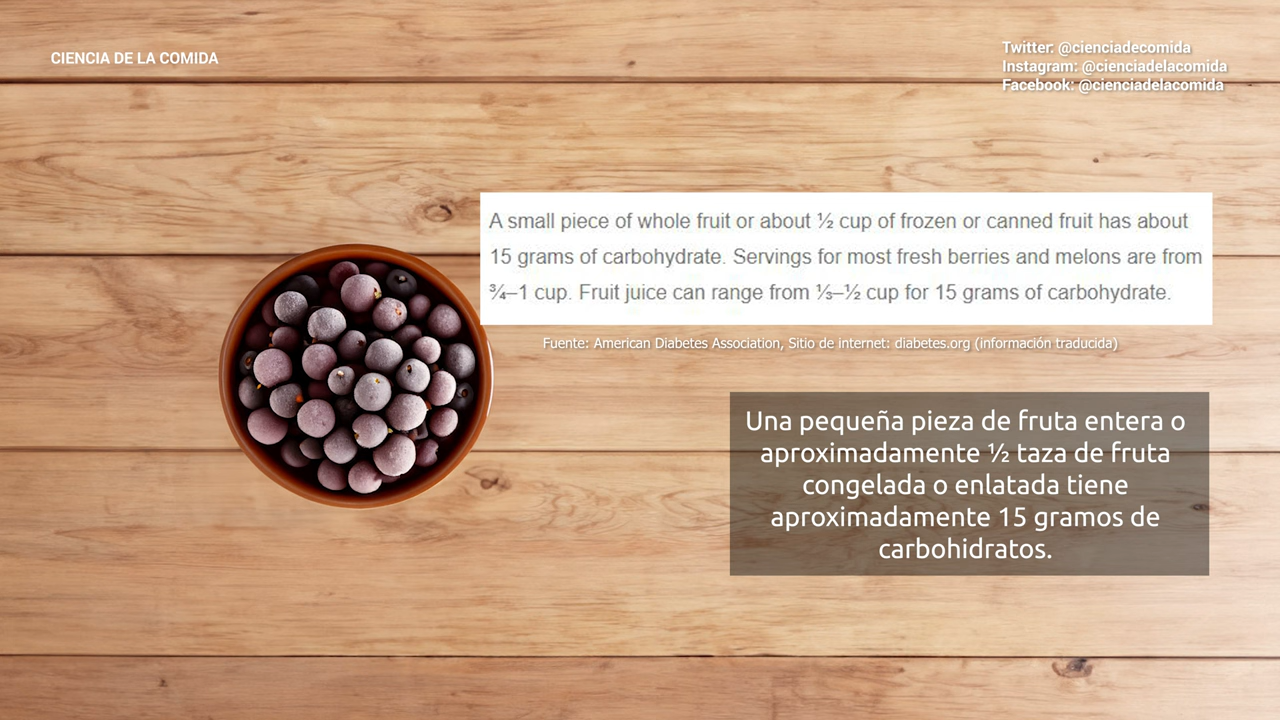 CIENCIA DE LA COMIDA
Twitter: @cienciadecomida
Instagram: @cienciadelacomida
Facebook: @cienciadelacomida
A small piece of whole fruit or about ½ cup of frozen or canned fruit has about
15 grams of carbohydrate. Servings for most fresh berries and melons are from
¾–1 cup. Fruit juice can range from ⅓–½ cup for 15 grams of carbohydrate.
Fuente: American Diabetes Association, Sitio de internet: diabetes.org (información traducida)
Una pequeña pieza de fruta entera o
aproximadamente ½ taza de fruta
congelada o enlatada tiene
aproximadamente 15 gramos de
carbohidratos.